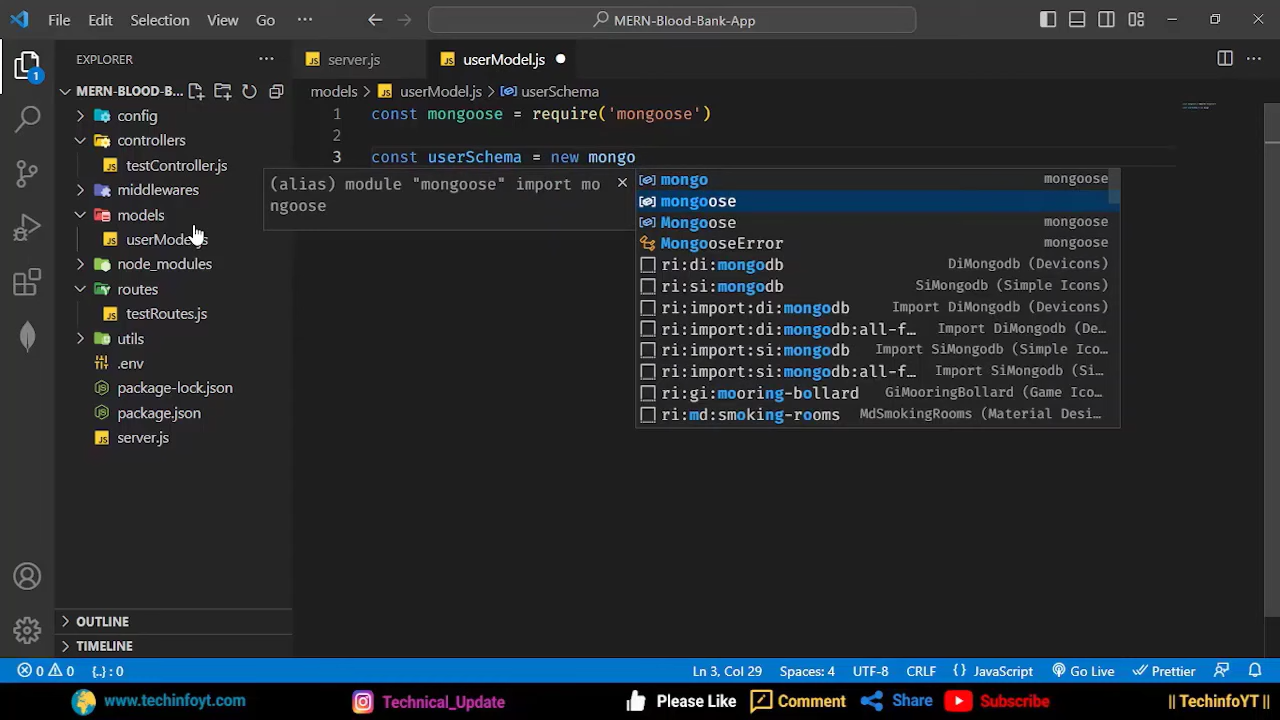 File Edit Selection View Go ··· MERN-Blood-Bank-App
EXPLORER ···
server.js userModel.js
MERN-BLOOD-B...
models > userModel.js > userSchema
config
controllers
testController.js
middlewares
models
node_modules
routes
testRoutes.js
utils
.env
package-lock.json
package.json
server.js
OUTLINE
TIMELINE
1 const mongoose = require('mongoose')
2
3 const userSchema = new mongo
(alias) module "mongoose" import mo
ngoose
mongo mongoose
mongoose
Mongoose mongoose
MongooseError mongoose
ri:di:mongodb DiMongodb (Devicons)
ri:si:mongodb SiMongodb (Simple Icons)
ri:import:di:mongodb Import DiMongodb (Devicons)
ri:import:di:mongodb:all-f... Import DiMongodb (De...
ri:import:si:mongodb Import SiMongodb (Simple Ico...
ri:import:si:mongodb:all-f... Import SiMongodb (Si...
ri:gi:mooring-bollard GiMooringBollard (Game Ico...
ri:md:smoking-rooms MdSmokingRooms (Material Desi...
0 0 {..} : 0 Ln 3, Col 29 Spaces: 4 UTF-8 CRLF {} JavaScript Go Live Prettier
www.techinfoyt.com Technical_Update Please Like Comment Share Subscribe || TechinfoYT ||